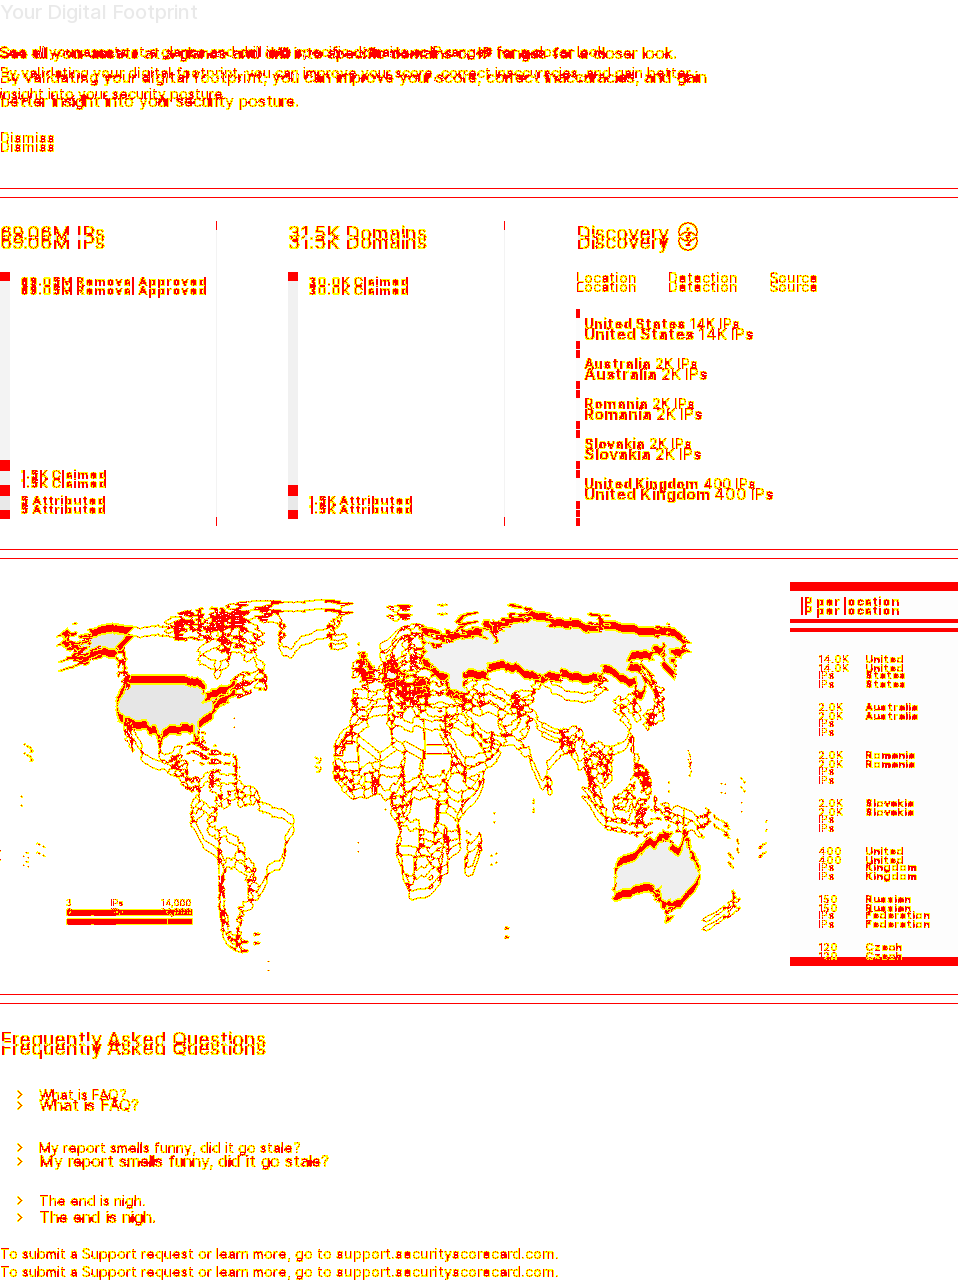 Your Digital Footprint
See all your assets at a glance and drill into specific domains or IP ranges for a closer look.
By validating your digital footprint, you can improve your score, correct inaccuracies, and gain better
insight into your security posture.
Dismiss
69.06M IPs
31.5K Domains
Discovery
Location Detection Source
69.05M Removal Approved
30.0K Claimed
United States 14K IPs
Australia 2K IPs
Romania 2K IPs
Slovakia 2K IPs
1.5K Claimed
United Kingdom 400 IPs
5 Attributed
1.5K Attributed
IP per location
14.0K IPs United States
2.0K IPs Australia
2.0K IPs Romania
2.0K IPs Slovakia
400 IPs United Kingdom
150 IPs Russian Federation
120 Czech
3 IPs 14,000
Frequently Asked Questions
What is FAQ?
My report smells funny, did it go stale?
The end is nigh.
To submit a Support request or learn more, go to support.securityscorecard.com.